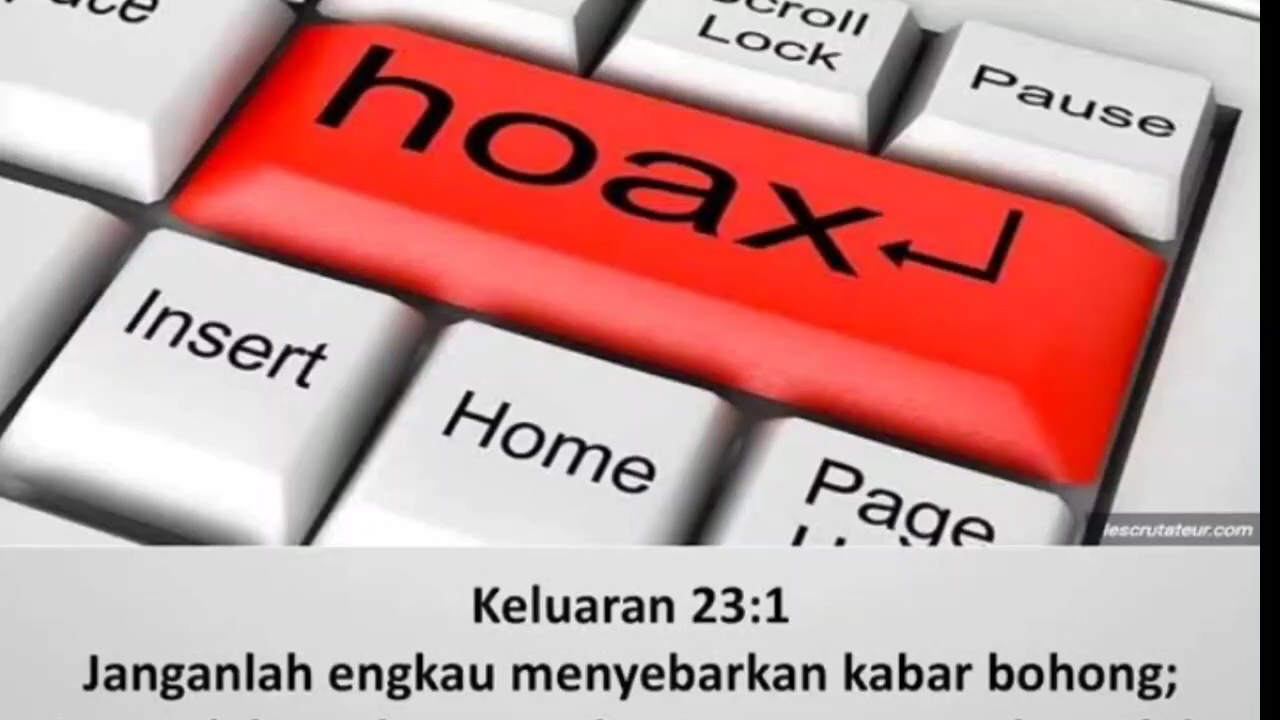 Scroll
Lock
Pause
hoax
Insert
Home
Page
lescrutateur.com
Keluaran 23:1
Janganlah engkau menyebarkan kabar bohong;